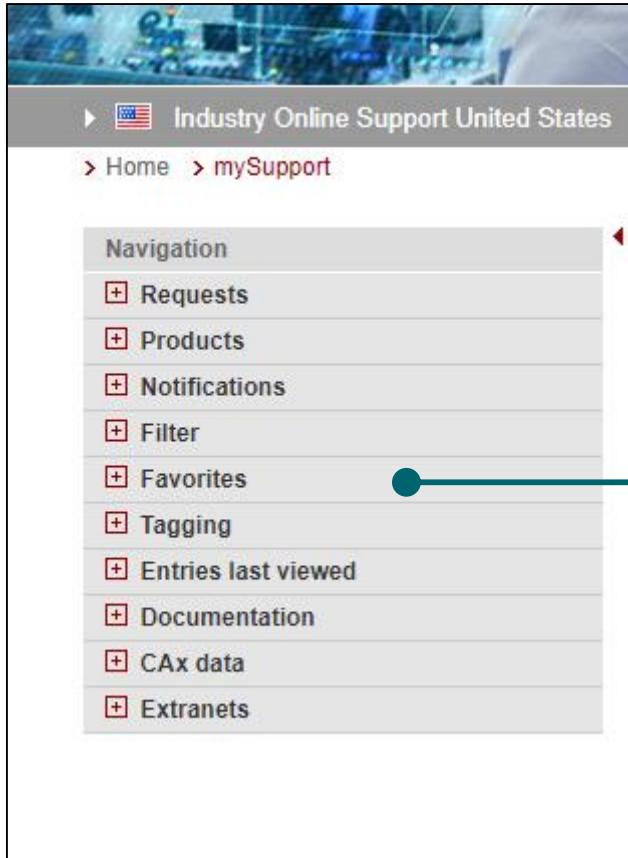 Industry Online Support United States
> Home > mySupport
Navigation
Requests
Products
Notifications
Filter
Favorites
Tagging
Entries last viewed
Documentation
CAx data
Extranets